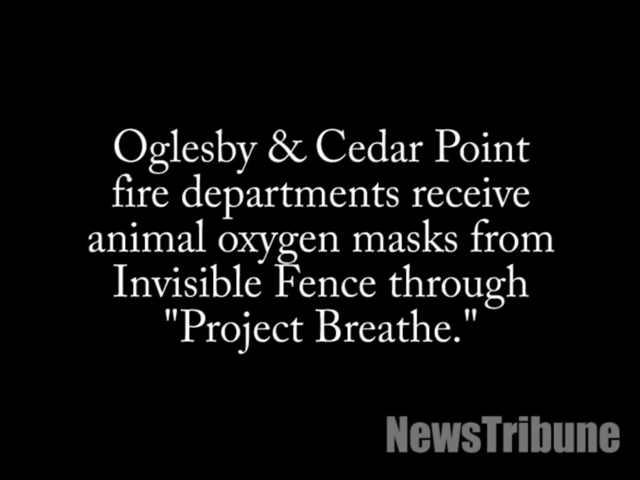 Oglesby & Cedar Point
fire departments receive
animal oxygen masks from
Invisible Fence through
"Project Breathe."
NewsTribune